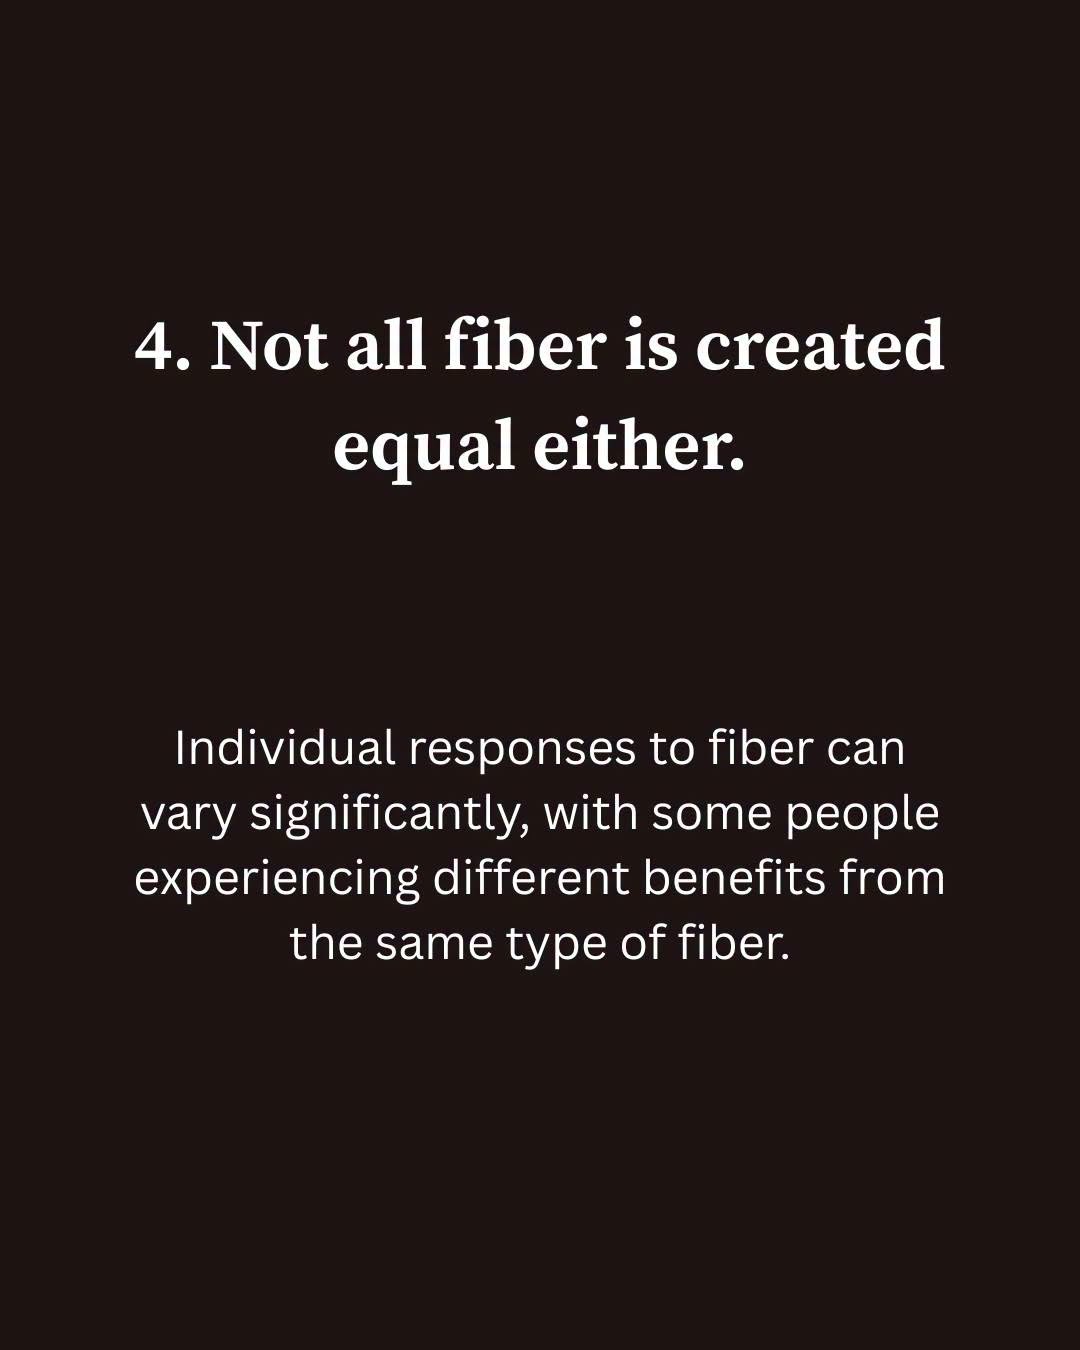 4. Not all fiber is created
equal either.
Individual responses to fiber can
vary significantly, with some people
experiencing different benefits from
the same type of fiber.